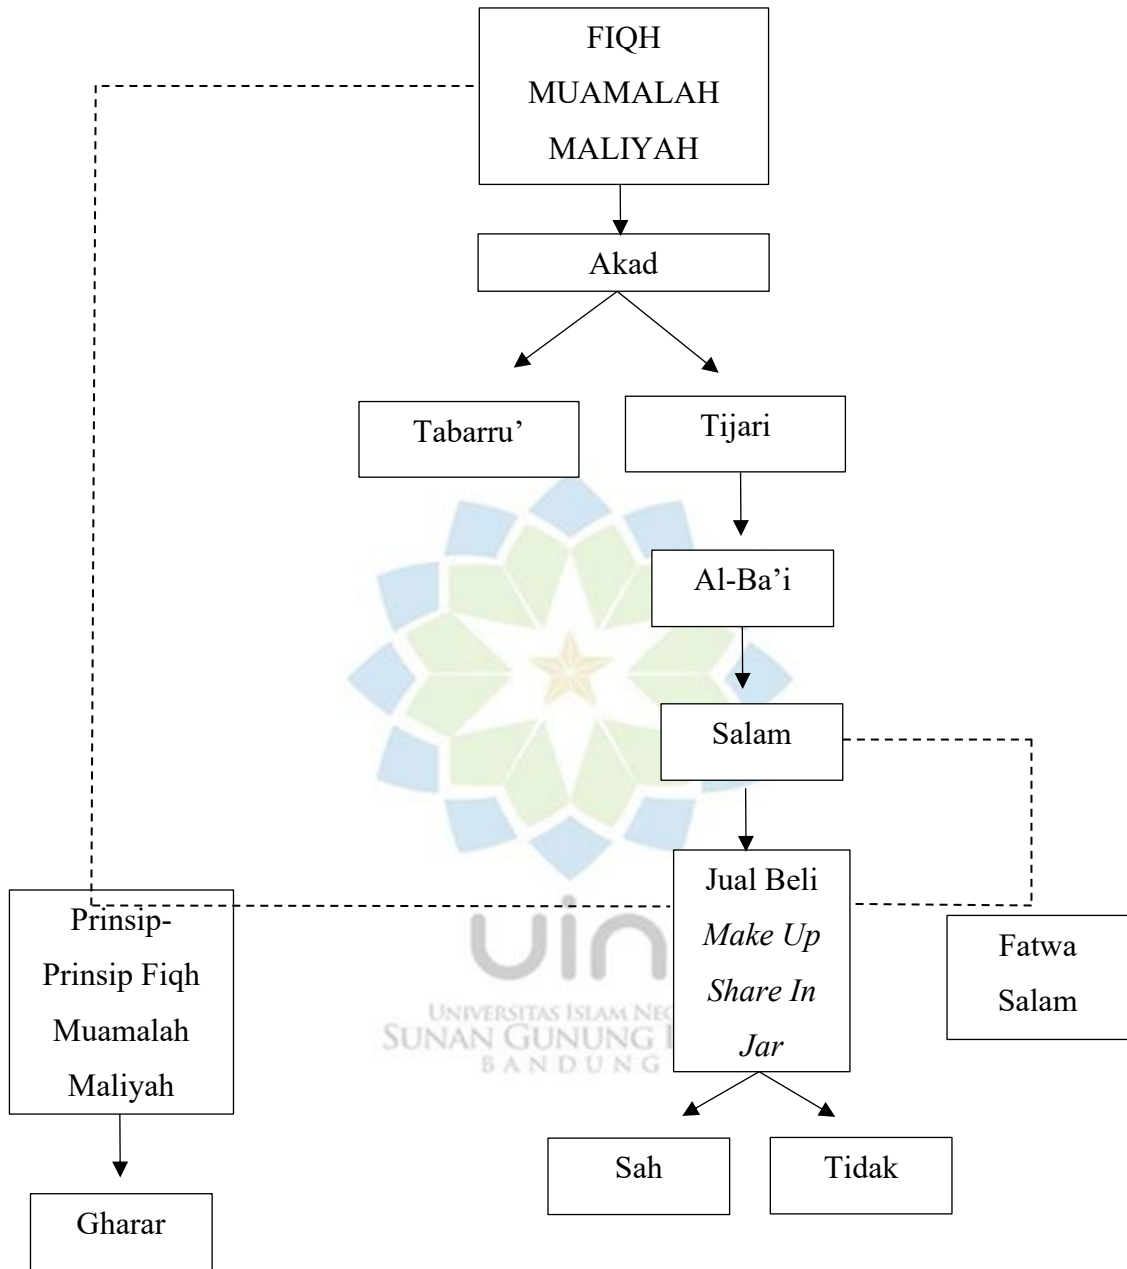 FIQH
MUAMALAH
MALIYAH
Akad
Tabarru’
Tijari
Al-Ba’i
Salam
Jual Beli
Make Up
Share In
Jar
Prinsip-
Prinsip Fiqh
Muamalah
Maliyah
Fatwa
Salam
uin
UNIVERSITAS ISLAM NEG
SUNAN GUNUNG
BANDUNG
Sah
Tidak
Gharar